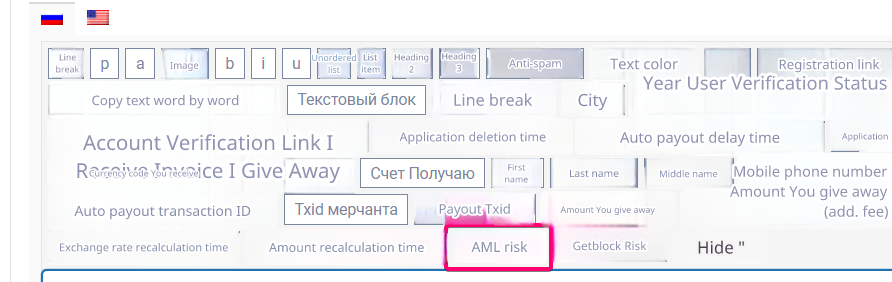 Line break p a Image b i u Unordered list List item Heading 2 Heading 3 Anti-spam Text color Registration link
Year User Verification Status
Copy text word by word Текстовый блок Line break City
Account Verification Link I Application deletion time Auto payout delay time Application
Receive Invoice I Give Away Currency code You receive Счет Получаю First name Last name Middle name Mobile phone number
Amount You give away
(add. fee)
Auto payout transaction ID Txid мерчанта Payout Txid Amount You give away
Exchange rate recalculation time Amount recalculation time AML risk Getblock Risk Hide "